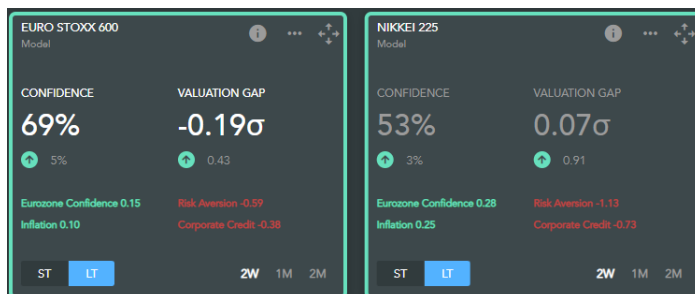 EURO STOXX 600
Model
CONFIDENCE VALUATION GAP
69% -0.19σ
5% 0.43
Eurozone Confidence 0.15 Risk Aversion -0.59
Inflation 0.10 Corporate Credit -0.38
ST LT 2W 1M 2M
NIKKEI 225
Model
CONFIDENCE VALUATION GAP
53% 0.07σ
3% 0.91
Eurozone Confidence 0.28 Risk Aversion -1.13
Inflation 0.25 Corporate Credit -0.73
ST LT 2W 1M 2M